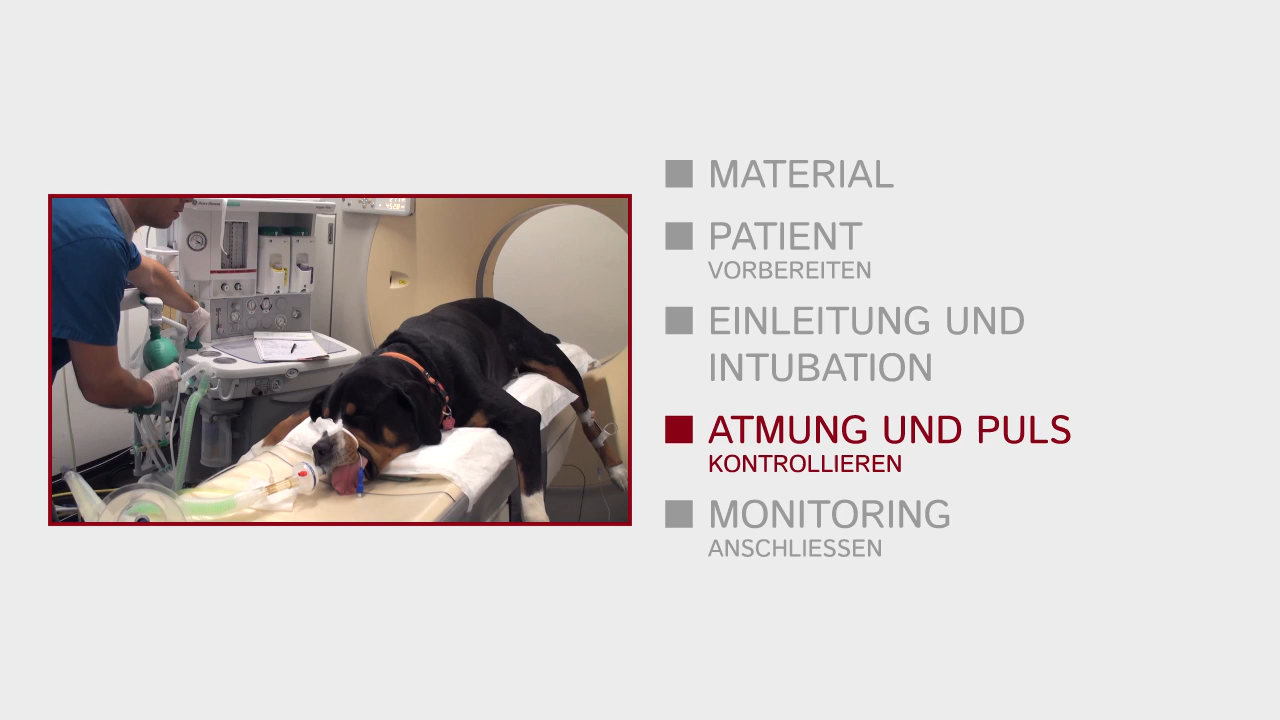 MATERIAL
PATIENT
VORBEREITEN
EINLEITUNG UND
INTUBATION
ATMUNG UND PULS
KONTROLLIEREN
MONITORING
ANSCHLIESSEN